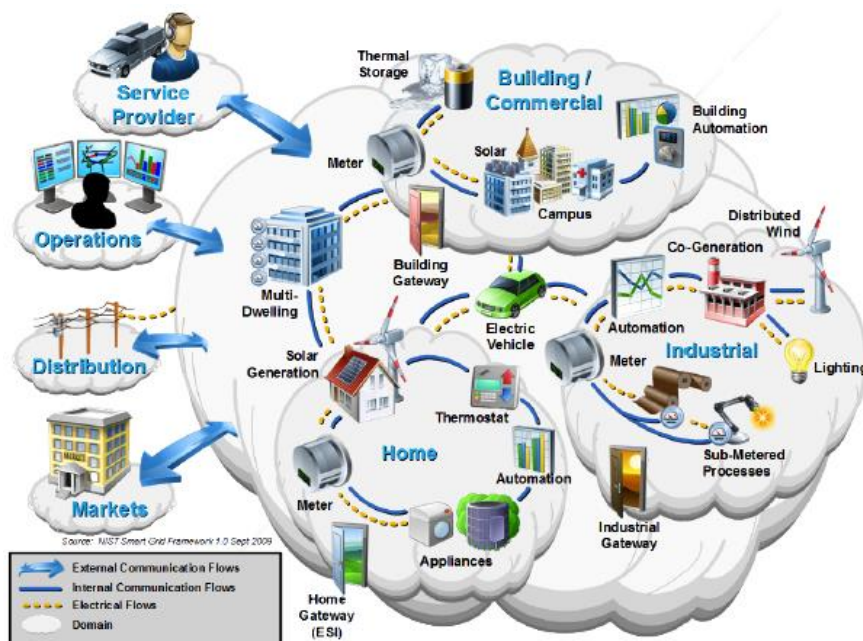 Service
Provider
Operations
Distribution
Markets
Thermal
Storage
Building /
Commercial
Building
Automation
Meter
Solar
Campus
Building
Gateway
Multi-
Dwelling
Electric
Vehicle
Distributed
Wind
Co-Generation
Automation
Industrial
Meter
Lighting
Sub-Metered
Processes
Industrial
Gateway
Solar
Generation
Thermostat
Home
Automation
Meter
Appliances
Home
Gateway
(ESI)
Source: NIST Smart Grid Framework 1.0 Sept 2009
External Communication Flows
Internal Communication Flows
Electrical Flows
Domain